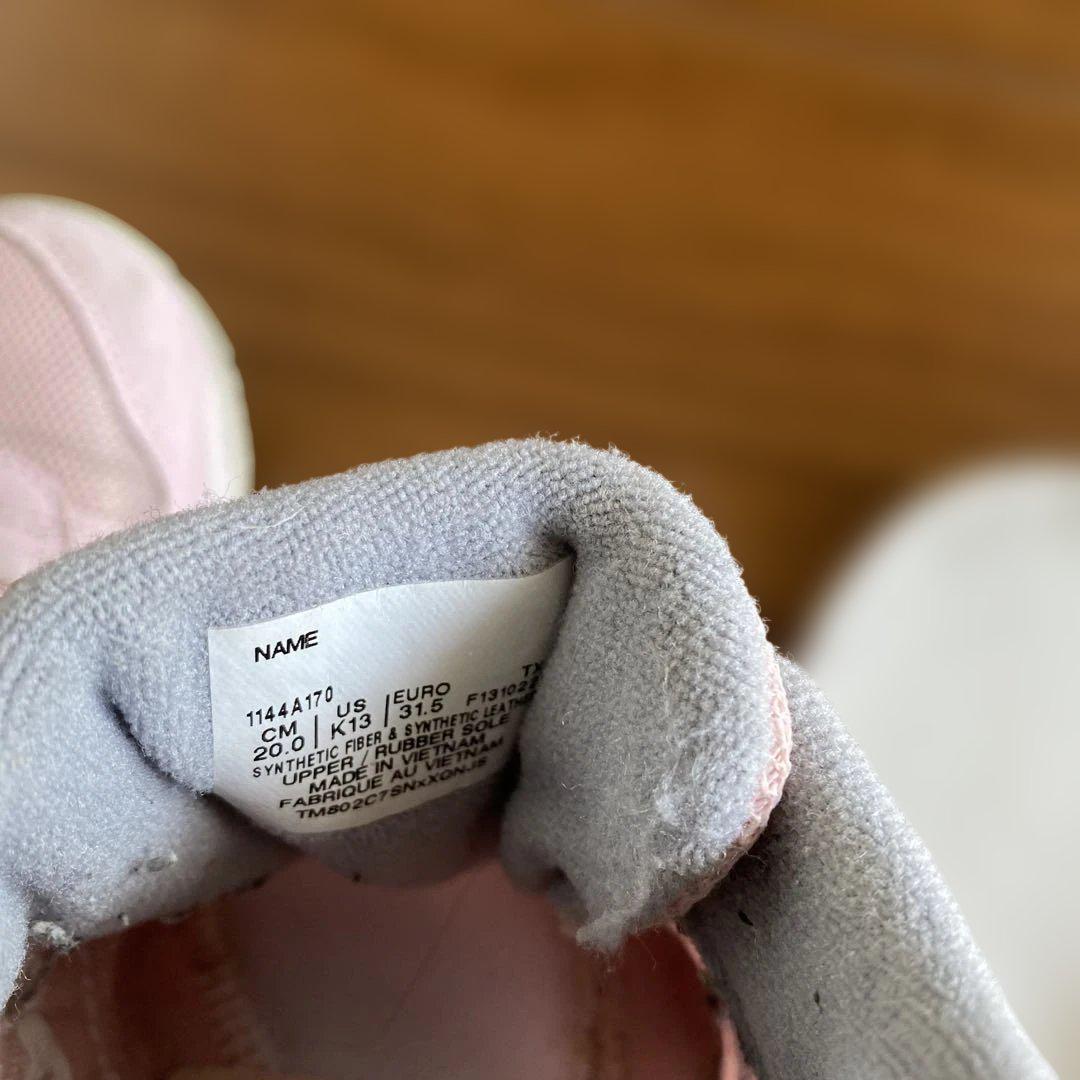 NAME
1144A170
CM | US | EURO
20.0 | K13 | 31.5
SYNTHETIC FIBER & SYNTHETIC
UPPER / RUBBER SOLE
MADE IN VIETNAM
FABRIQUE AU VIETNAM